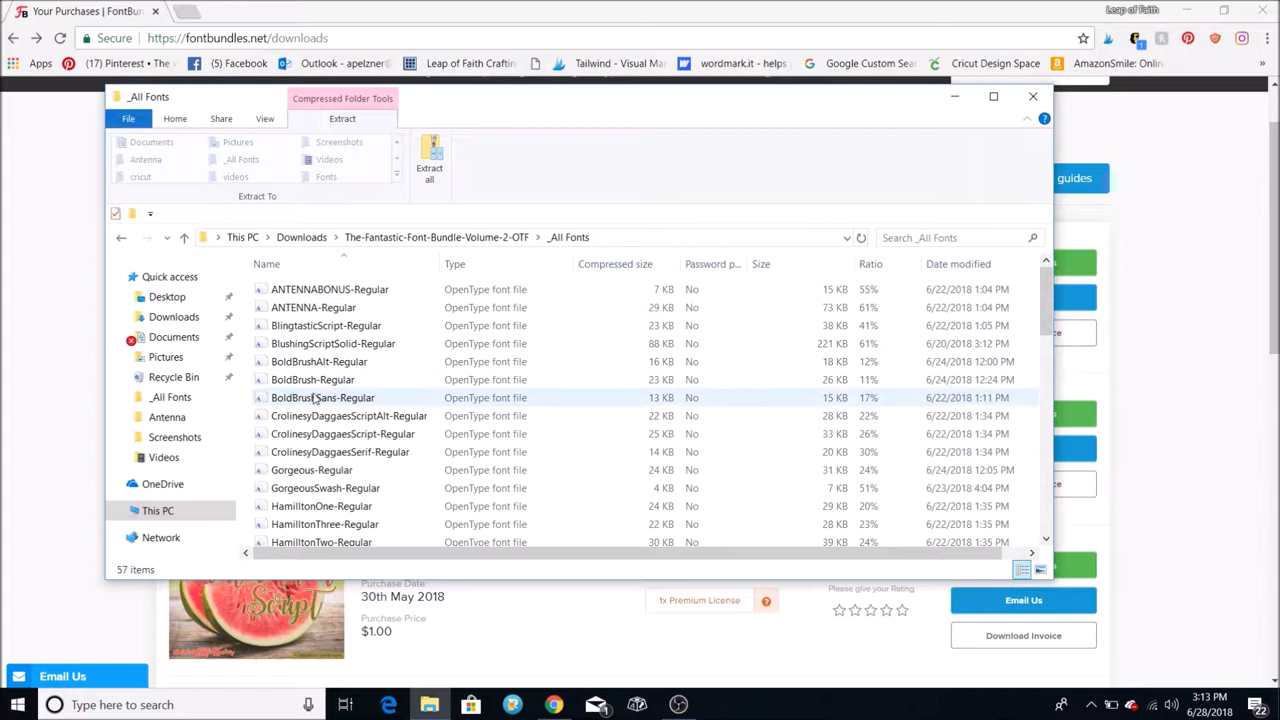 Your Purchases | FontBun
Leap of Faith
Secure
https://fontbundles.net/downloads
Apps
(17) Pinterest • The
(5) Facebook
Outlook - apelzner@
Leap of Faith Crafting
Tailwind - Visual Mar
wordmark.it - helps
Google Custom Sear
Cricut Design Space
AmazonSmile: Onlin
_All Fonts
Compressed Folder Tools
File
Home
Share
View
Extract
Documents
Pictures
Screenshots
Antenna
_All Fonts
Videos
cricut
videos
Fonts
Extract all
Extract To
guides
This PC > Downloads > The-Fantastic-Font-Bundle-Volume-2-OTF > _All Fonts
Search _All Fonts
Name Type Compressed size Password p... Size Ratio Date modified
ANTENNABONUS-Regular OpenType font file 7 KB No 15 KB 55% 6/22/2018 1:04 PM
ANTENNA-Regular OpenType font file 29 KB No 73 KB 61% 6/22/2018 1:04 PM
BlingtasticScript-Regular OpenType font file 23 KB No 38 KB 41% 6/22/2018 1:05 PM
BlushingScriptSolid-Regular OpenType font file 88 KB No 221 KB 61% 6/20/2018 3:12 PM
BoldBrushAlt-Regular OpenType font file 16 KB No 18 KB 12% 6/24/2018 12:00 PM
BoldBrush-Regular OpenType font file 23 KB No 26 KB 11% 6/24/2018 12:24 PM
BoldBrushSans-Regular OpenType font file 13 KB No 15 KB 17% 6/22/2018 1:11 PM
CrolinesyDaggaesScriptAlt-Regular OpenType font file 22 KB No 28 KB 22% 6/22/2018 1:34 PM
CrolinesyDaggaesScript-Regular OpenType font file 25 KB No 33 KB 26% 6/22/2018 1:34 PM
CrolinesyDaggaesSerif-Regular OpenType font file 14 KB No 20 KB 30% 6/22/2018 1:34 PM
Gorgeous-Regular OpenType font file 24 KB No 31 KB 24% 6/24/2018 12:05 PM
GorgeousSwash-Regular OpenType font file 4 KB No 7 KB 51% 6/23/2018 4:04 PM
HamilltonOne-Regular OpenType font file 24 KB No 29 KB 20% 6/22/2018 1:35 PM
HamilltonThree-Regular OpenType font file 22 KB No 28 KB 23% 6/22/2018 1:35 PM
HamilltonTwo-Regular OpenType font file 30 KB No 39 KB 24% 6/22/2018 1:35 PM
Quick access
Desktop
Downloads
Documents
Pictures
Recycle Bin
_All Fonts
Antenna
Screenshots
Videos
OneDrive
This PC
Network
57 items
Script
Purchase Date
30th May 2018
Purchase Price
$1.00
1x Premium License
?
Please give your Rating
Email Us
Download Invoice
Email Us
Type here to search
3:13 PM
6/28/2018
22